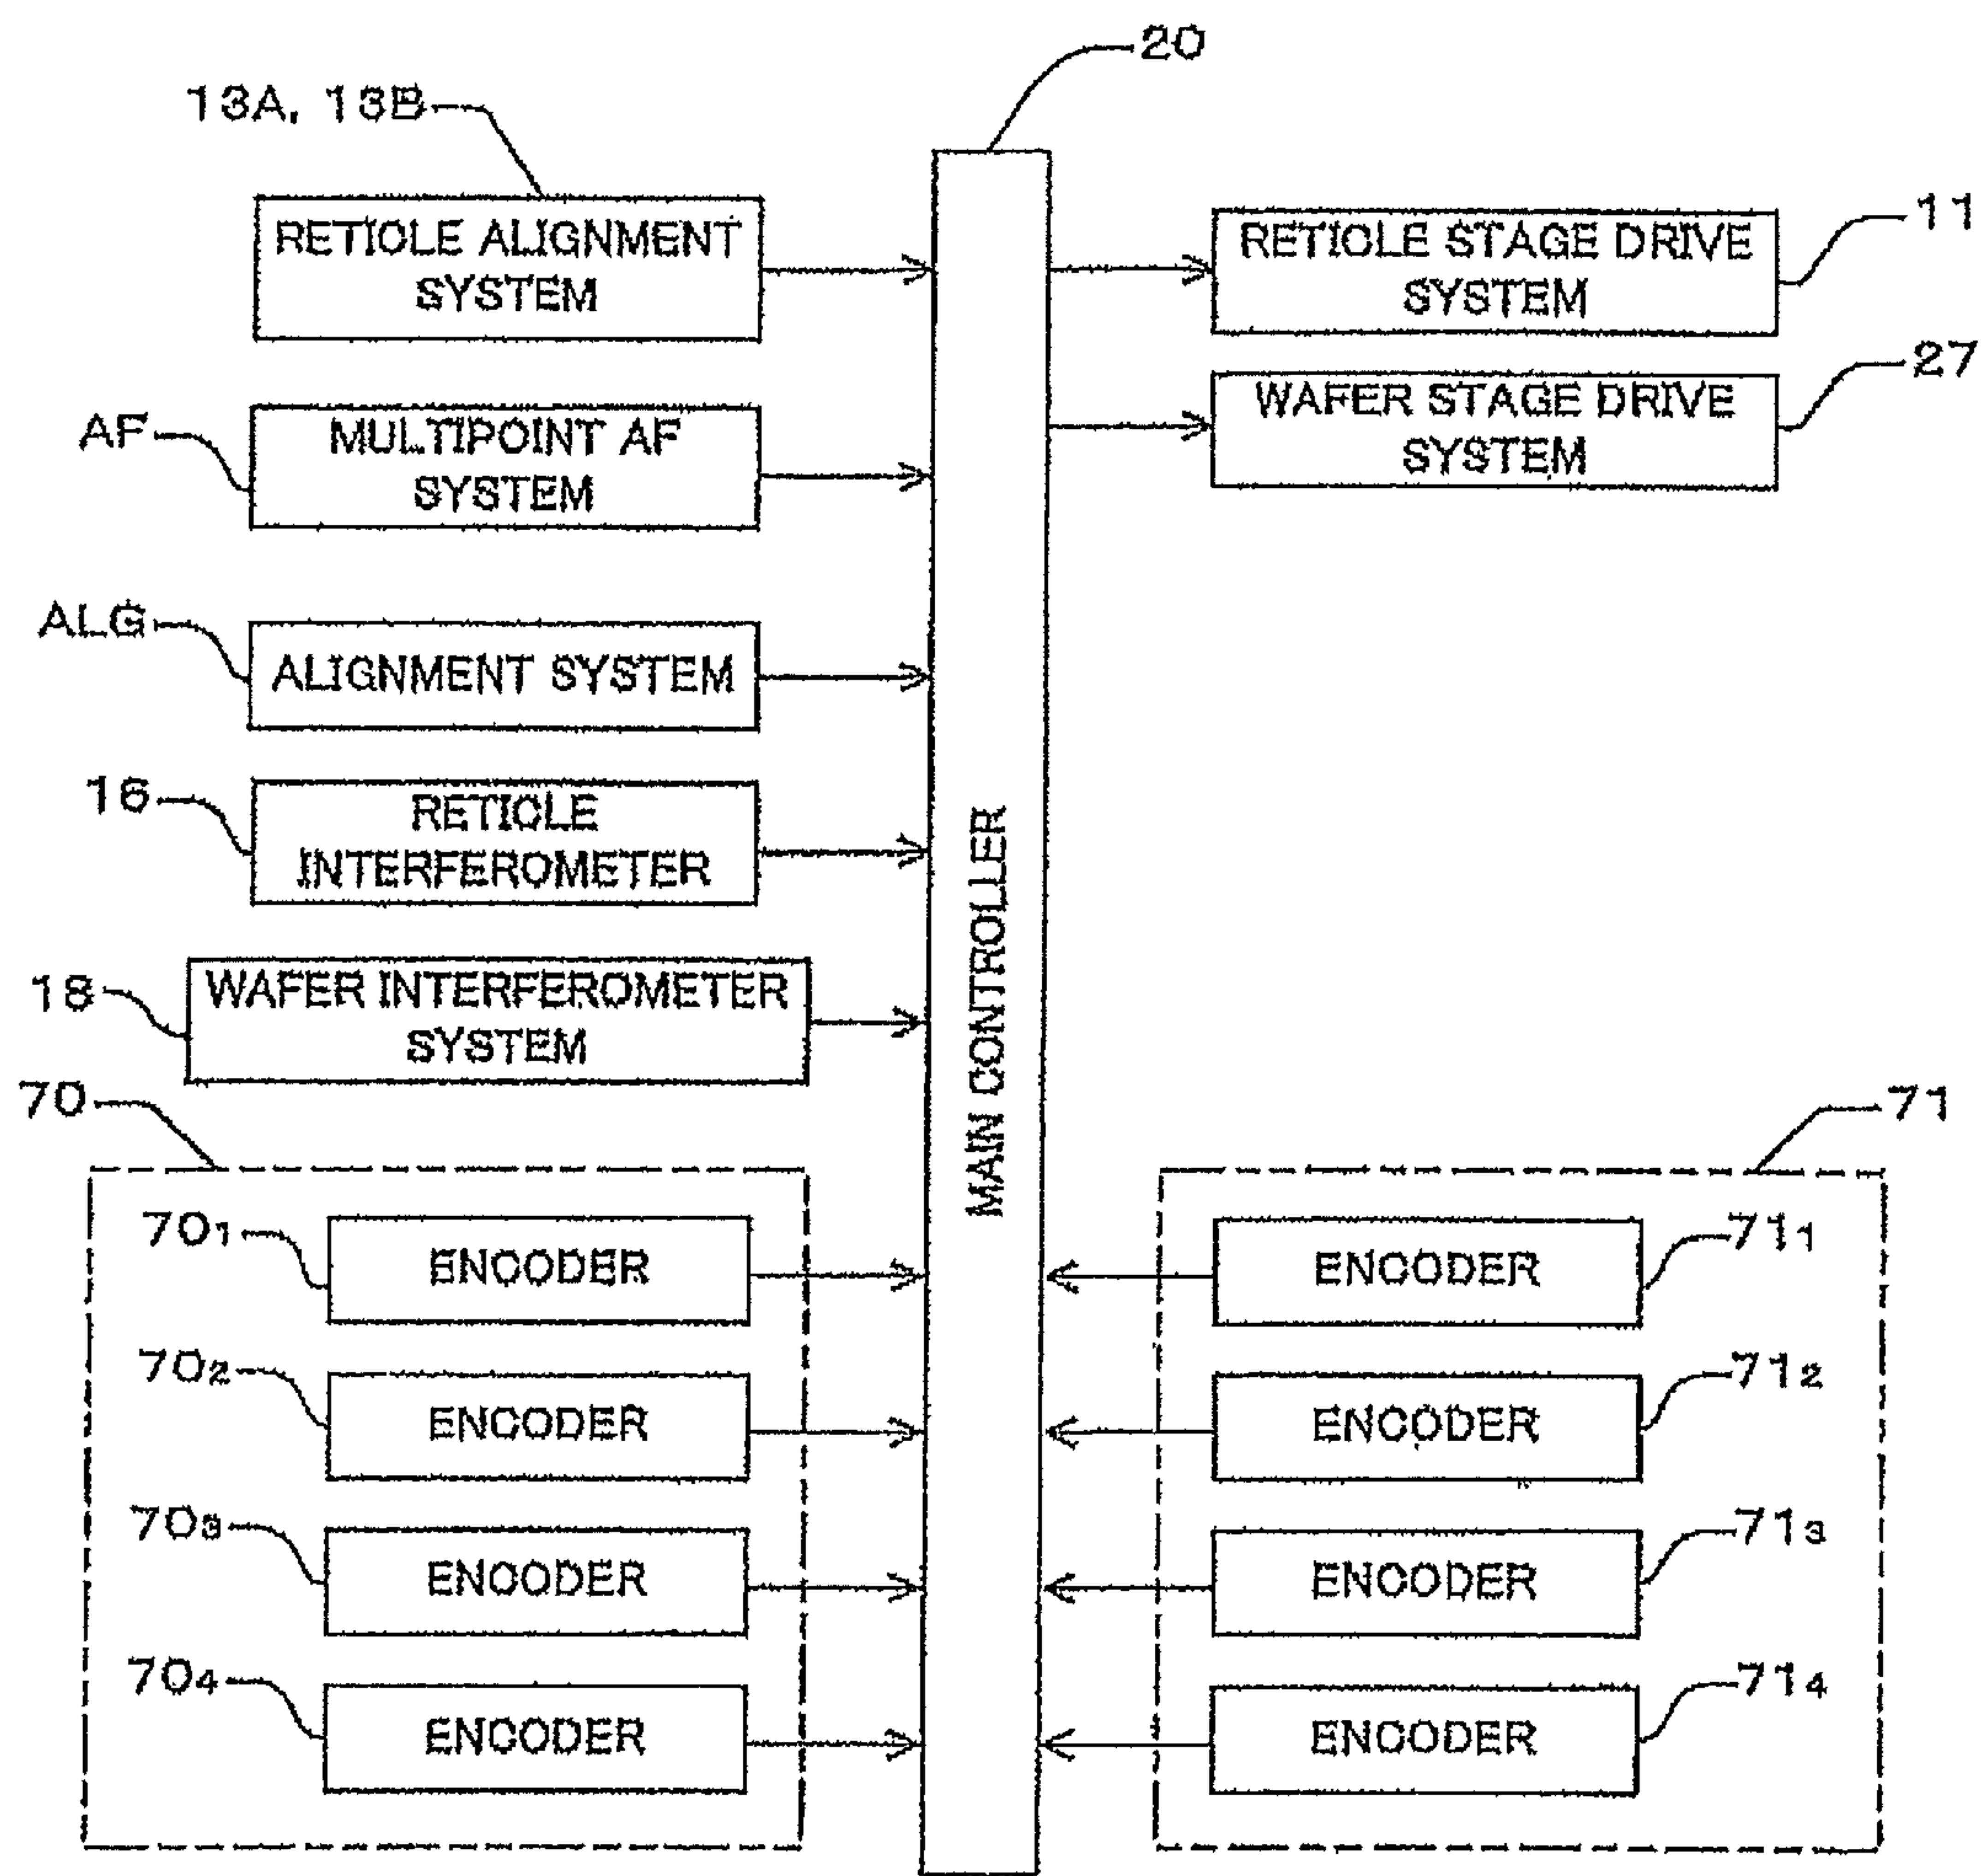 20
13A, 13B
RETICLE ALIGNMENT
SYSTEM
RETICLE STAGE DRIVE
SYSTEM
11
AF
MULTIPOINT AF
SYSTEM
WAFER STAGE DRIVE
SYSTEM
27
ALG
ALIGNMENT SYSTEM
16
RETICLE
INTERFEROMETER
MAIN CONTROLLER
18
WAFER INTERFEROMETER
SYSTEM
70
71
70₁
ENCODER
ENCODER
71₁
70₂
ENCODER
ENCODER
71₂
70₃
ENCODER
ENCODER
71₃
70₄
ENCODER
ENCODER
71₄